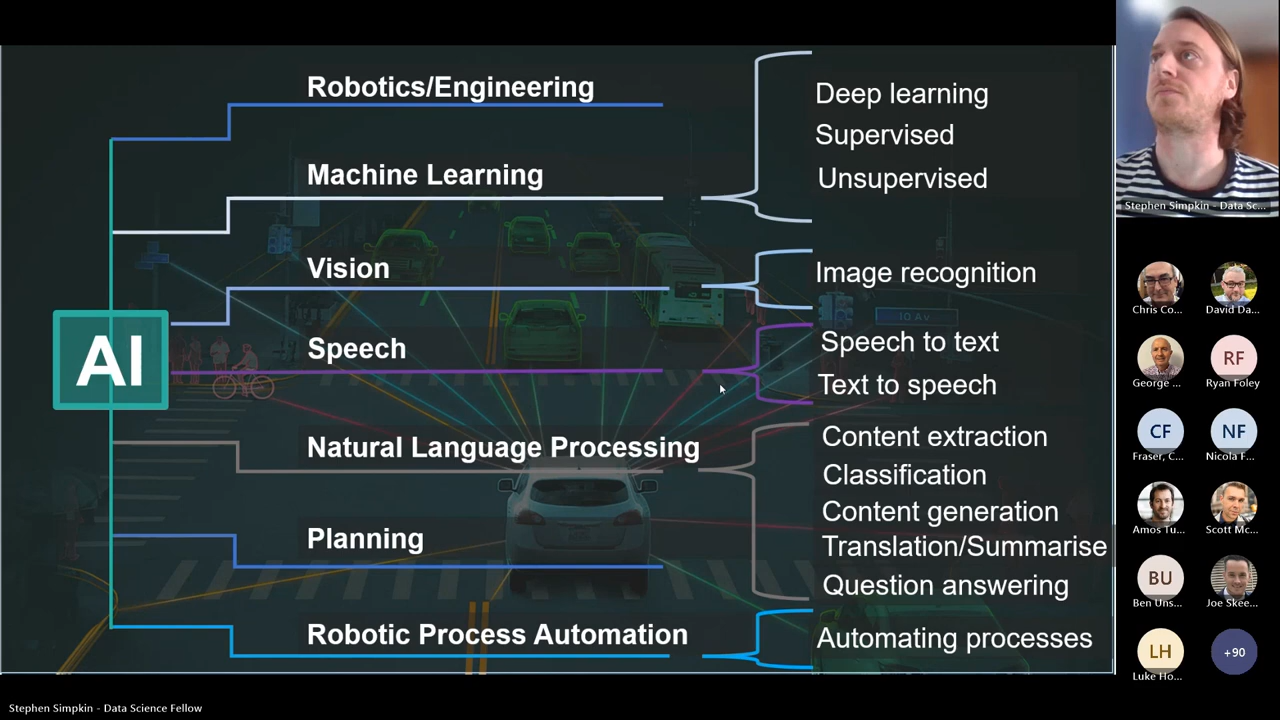 Robotics/Engineering
Machine Learning
Deep learning
Supervised
Unsupervised
Vision
Image recognition
AI
Speech
Speech to text
Text to speech
Natural Language Processing
Content extraction
Classification
Content generation
Translation/Summarise
Question answering
Planning
Robotic Process Automation
Automating processes
Stephen Simpkin - Data Sc...
Chris Co...
David Da...
George ...
RF
Ryan Foley
CF
Fraser, C...
NF
Nicola F...
Amos Tu...
Scott Mc...
BU
Ben Uns...
Joe Skee...
LH
Luke Ho...
+90
Stephen Simpkin - Data Science Fellow